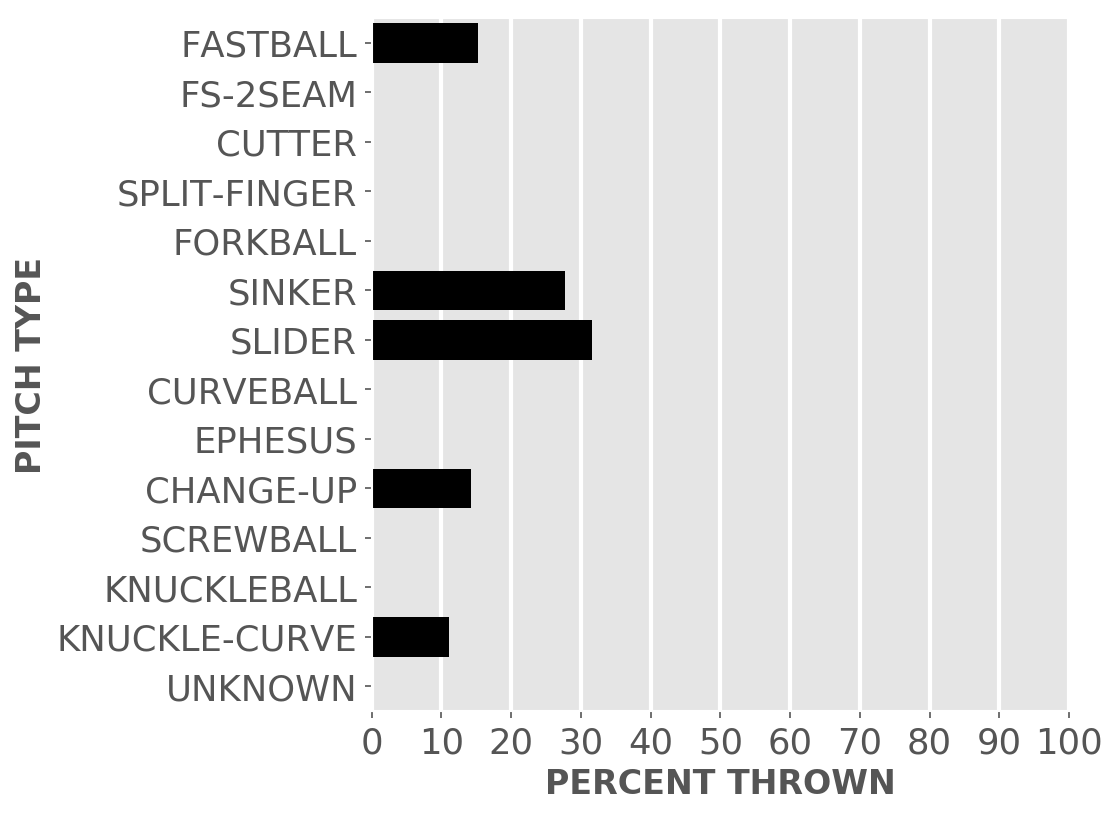 FASTBALL
FS-2SEAM
CUTTER
SPLIT-FINGER
FORKBALL
SINKER
SLIDER
CURVEBALL
EPHESUS
CHANGE-UP
SCREWBALL
KNUCKLEBALL
KNUCKLE-CURVE
UNKNOWN
PITCH TYPE
0 10 20 30 40 50 60 70 80 90 100
PERCENT THROWN